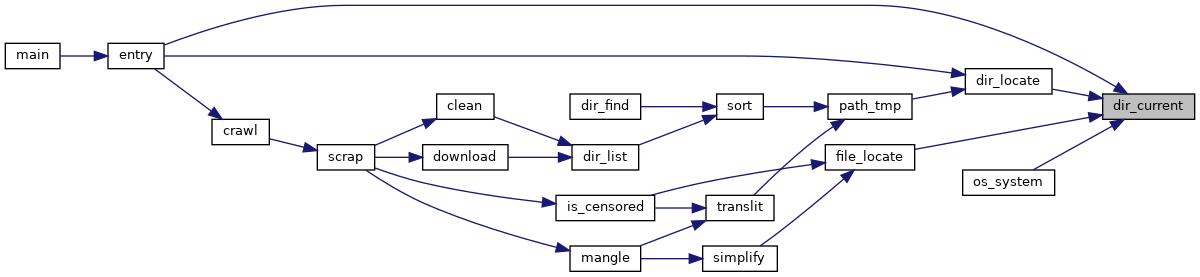 main
entry
crawl
scrap
clean
download
dir_find
dir_list
is_censored
mangle
sort
translit
simplify
path_tmp
file_locate
dir_locate
os_system
dir_current